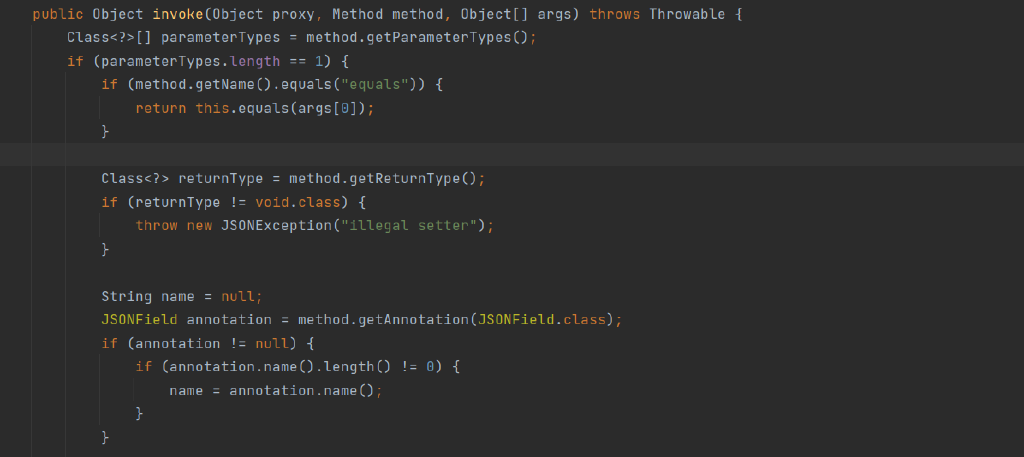 public Object invoke(Object proxy, Method method, Object[] args) throws Throwable {
Class<?>[] parameterTypes = method.getParameterTypes();
if (parameterTypes.length == 1) {
if (method.getName().equals("equals")) {
return this.equals(args[0]);
}
Class<?> returnType = method.getReturnType();
if (returnType != void.class) {
throw new JSONException("illegal setter");
}
String name = null;
JSONField annotation = method.getAnnotation(JSONField.class);
if (annotation != null) {
if (annotation.name().length() != 0) {
name = annotation.name();
}
}